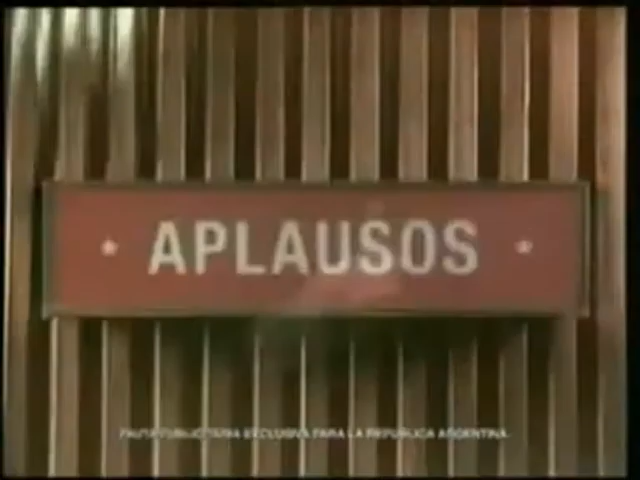 • APLAUSOS •
PAUTA PUBLICITARIA EXCLUSIVA PARA LA REPUBLICA ARGENTINA.